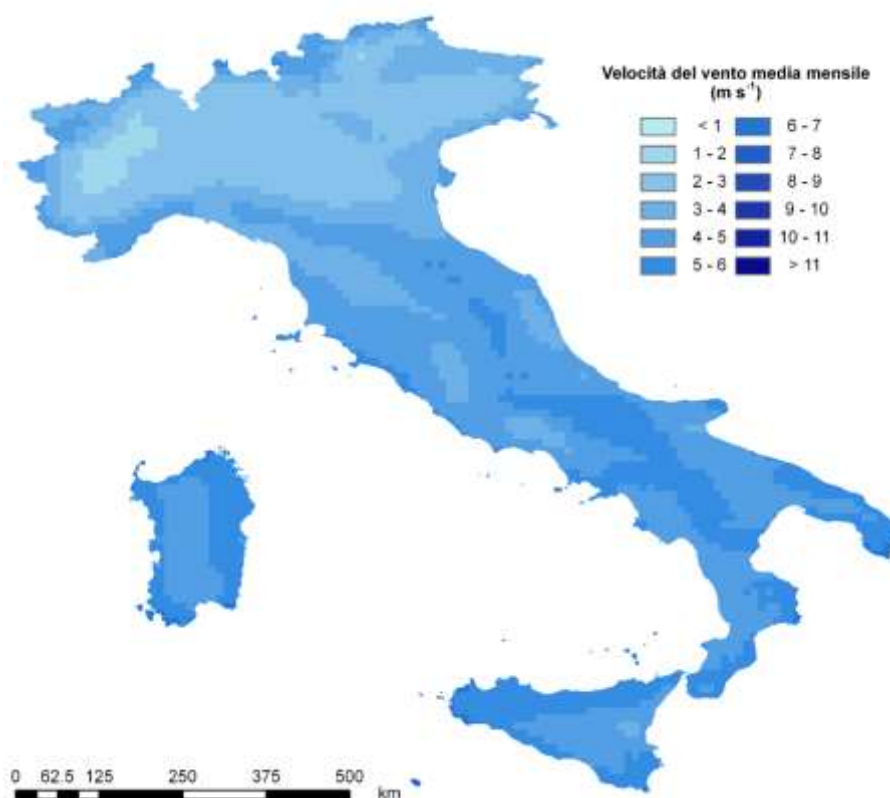 Velocità del vento media mensile
(m s⁻¹)
< 1 6 - 7
1 - 2 7 - 8
2 - 3 8 - 9
3 - 4 9 - 10
4 - 5 10 - 11
5 - 6 > 11
0 62.5 125 250 375 500
km